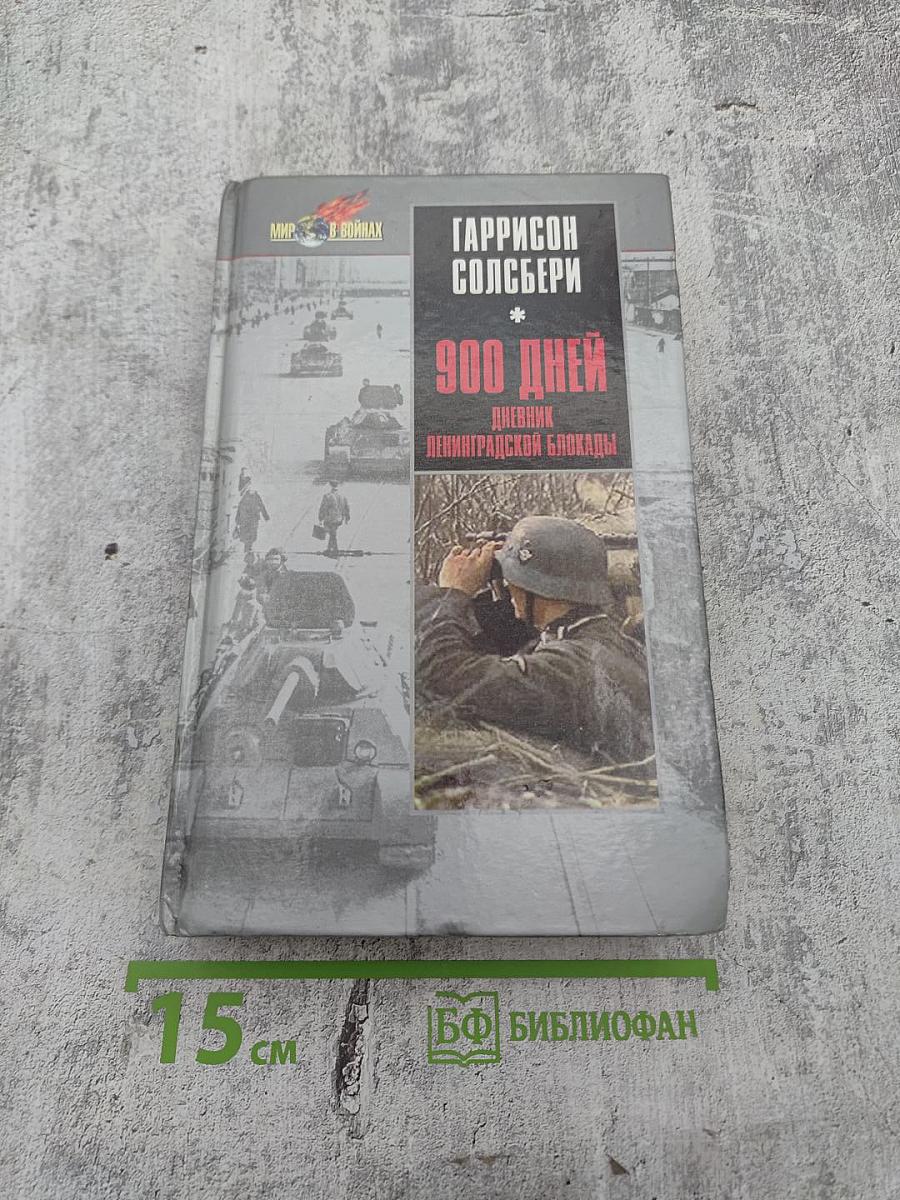 МИР В ВОЙНАХ
ГАРРИСОН
СОЛСБЕРИ
*
900 ДНЕЙ
ДНЕВНИК
ЛЕНИНГРАДСКОЙ БЛОКАДЫ
15 см
БФ БИБЛИОФАН